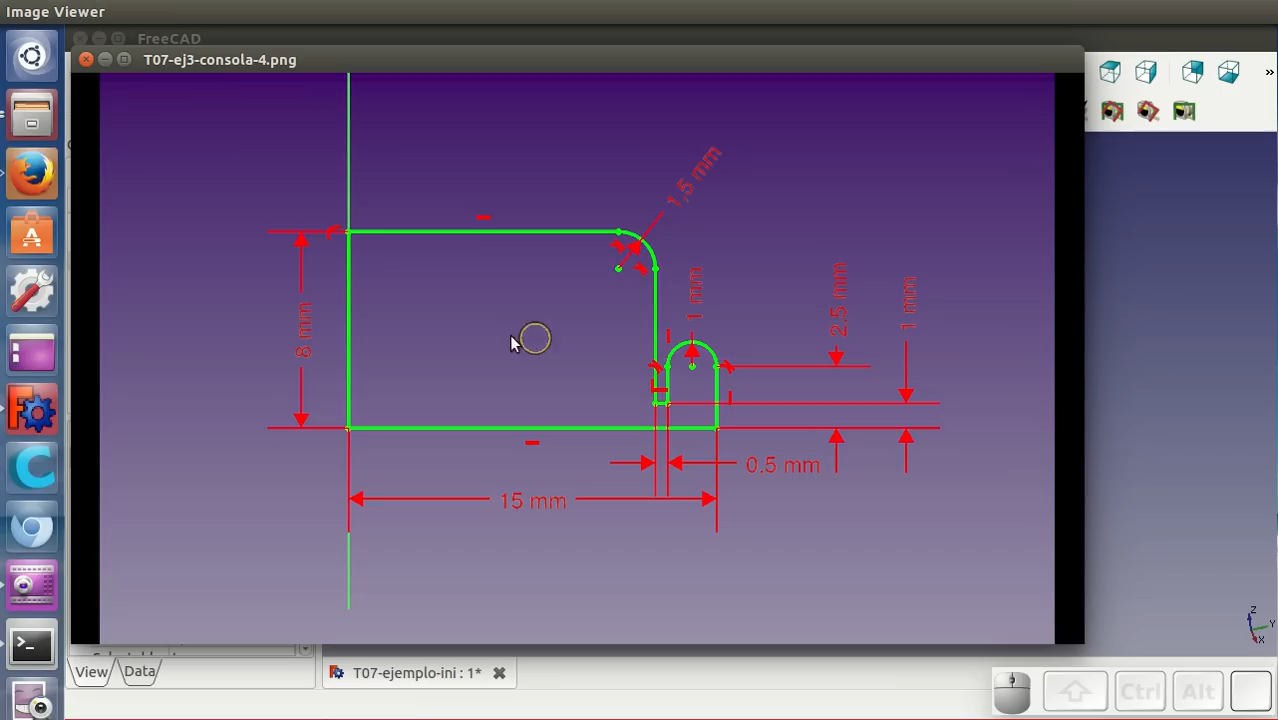 Image Viewer
FreeCAD
T07-ej3-consola-4.png
»
1,5 mm
8 mm
1 mm
2.5 mm
1 mm
0.5 mm
15 mm
Z
Y
X
View
Data
T07-ejemplo-ini : 1*
Ctrl
Alt